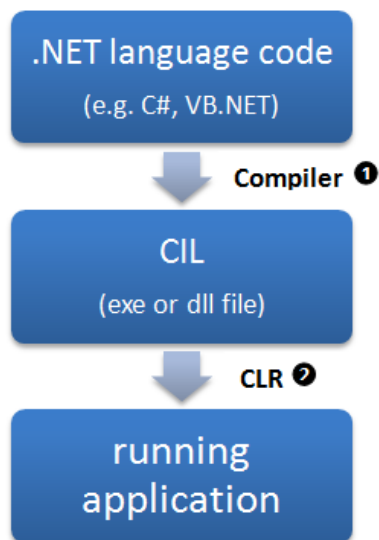 .NET language code
(e.g. C#, VB.NET)
Compiler ❶
CIL
(exe or dll file)
CLR ❷
running
application